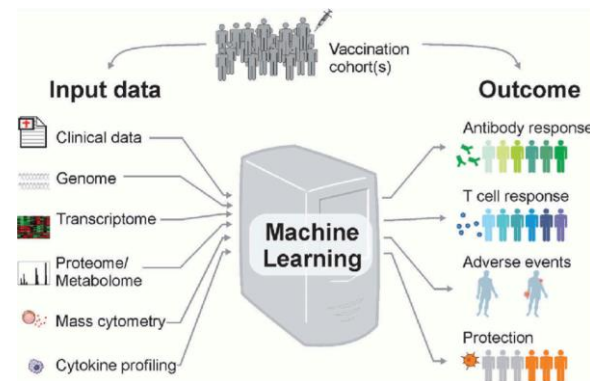 Vaccination
cohort(s)
Input data
Outcome
Clinical data
Genome
Transcriptome
Proteome/
Metabolome
Mass cytometry
Cytokine profiling
Machine
Learning
Antibody response
T cell response
Adverse events
Protection